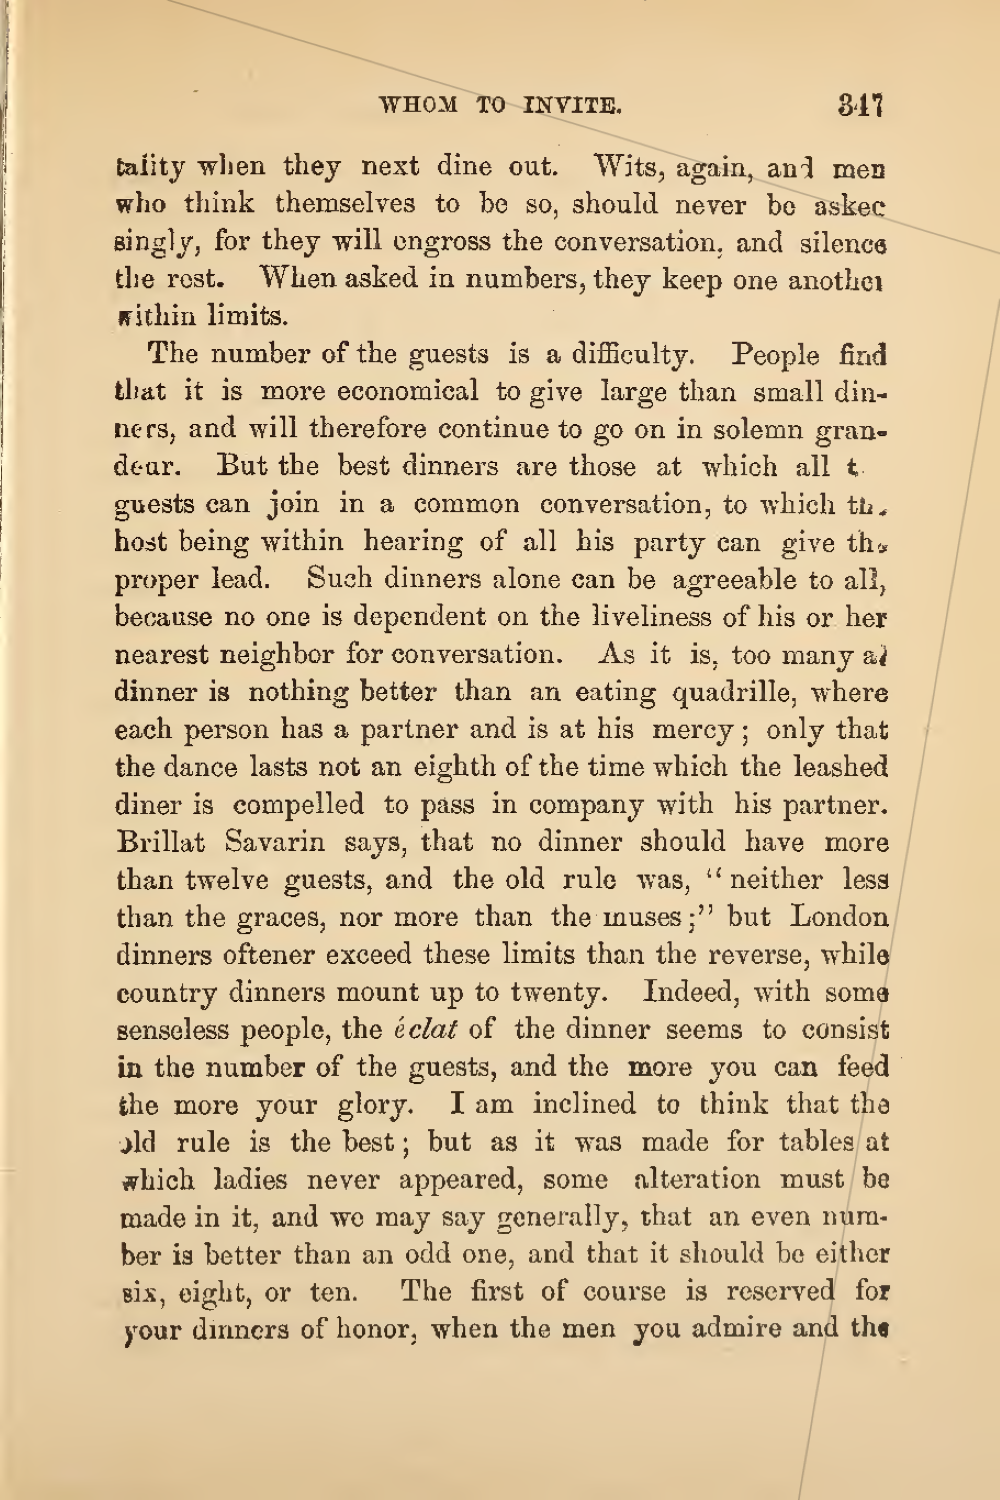 WHOM TO INVITE. 347
tality when they next dine out. Wits, again, and men
who think themselves to be so, should never be asked
singly, for they will engross the conversation, and silence
the rest. When asked in numbers, they keep one another
within limits.
The number of the guests is a difficulty. People find
that it is more economical to give large than small din-
ners, and will therefore continue to go on in solemn gran-
deur. But the best dinners are those at which all t
guests can join in a common conversation, to which the
host being within hearing of all his party can give the
proper lead. Such dinners alone can be agreeable to all,
because no one is dependent on the liveliness of his or her
nearest neighbor for conversation. As it is, too many a
dinner is nothing better than an eating quadrille, where
each person has a partner and is at his mercy; only that
the dance lasts not an eighth of the time which the leashed
diner is compelled to pass in company with his partner.
Brillat Savarin says, that no dinner should have more
than twelve guests, and the old rule was, "neither less
than the graces, nor more than the muses;" but London
dinners oftener exceed these limits than the reverse, while
country dinners mount up to twenty. Indeed, with some
senseless people, the éclat of the dinner seems to consist
in the number of the guests, and the more you can feed
the more your glory. I am inclined to think that the
old rule is the best; but as it was made for tables at
which ladies never appeared, some alteration must be
made in it, and we may say generally, that an even num-
ber is better than an odd one, and that it should be either
six, eight, or ten. The first of course is reserved for
your dinners of honor, when the men you admire and the